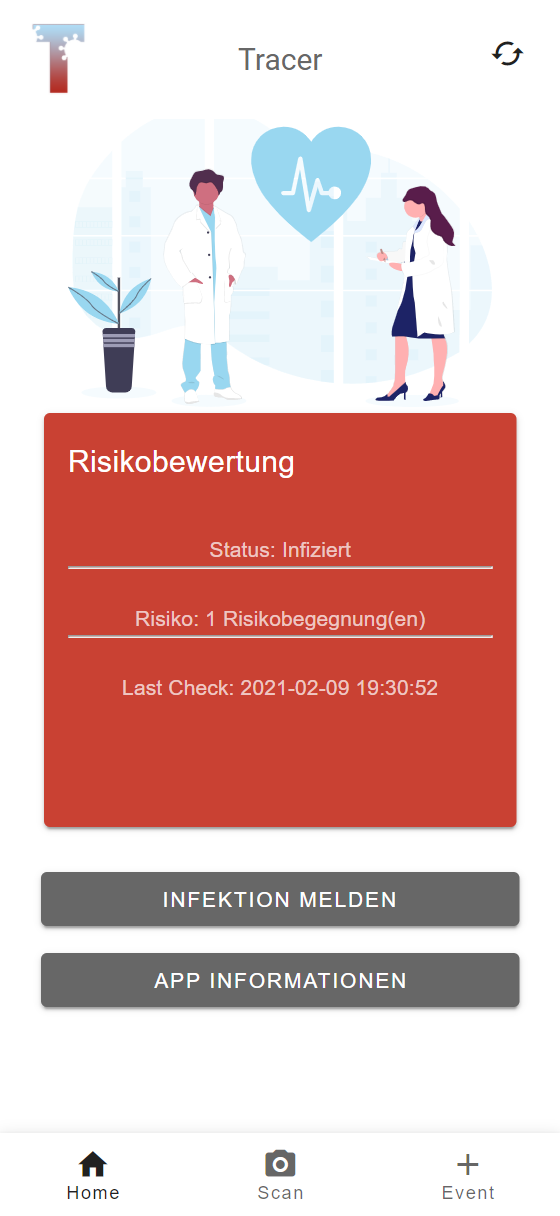 T
Tracer
Risikobewertung
Status: Infiziert
Risiko: 1 Risikobegegnung(en)
Last Check: 2021-02-09 19:30:52
INFEKTION MELDEN
APP INFORMATIONEN
Home
Scan
Event